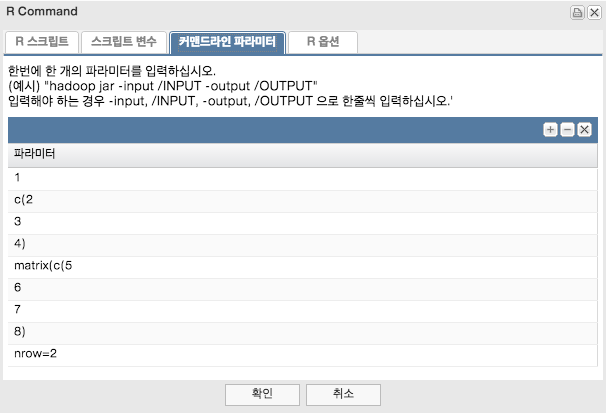 R Command
R 스크립트
스크립트 변수
커맨드라인 파라미터
R 옵션
한번에 한 개의 파라미터를 입력하십시오.
(예시) "hadoop jar -input /INPUT -output /OUTPUT"
입력해야 하는 경우 -input, /INPUT, -output, /OUTPUT 으로 한줄씩 입력하십시오.'
파라미터
1
c(2
3
4)
matrix(c(5
6
7
8)
nrow=2
확인
취소